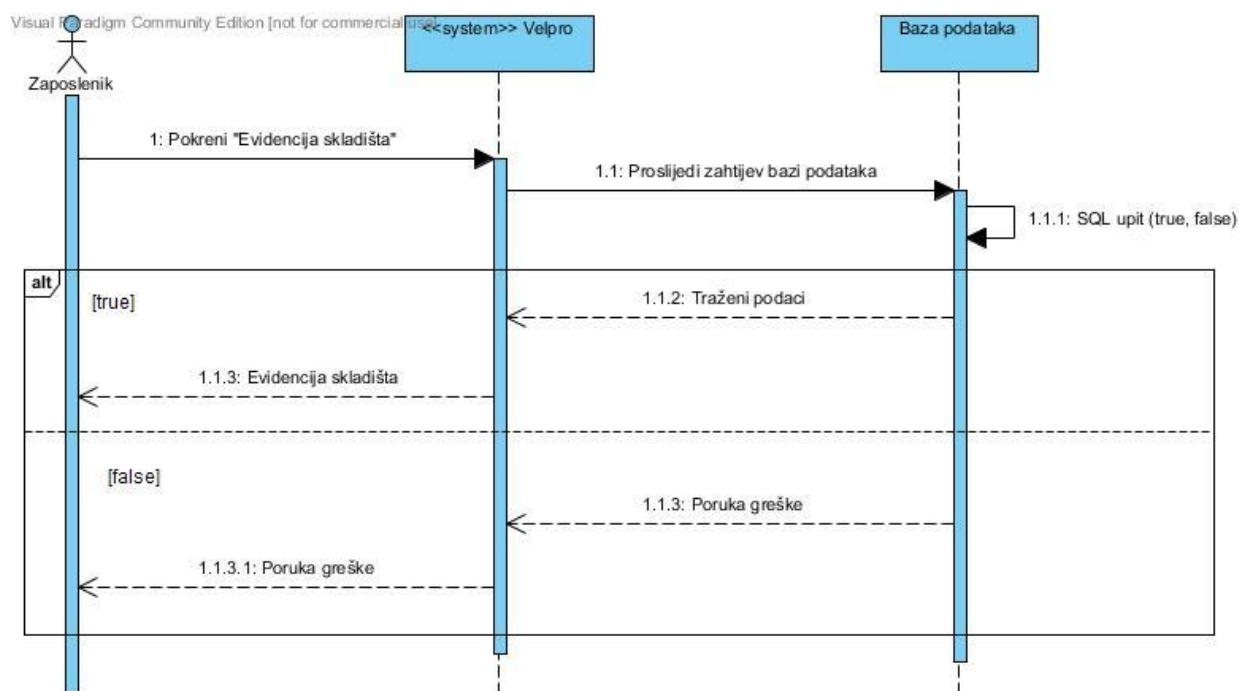 Visual Paradigm Community Edition [not for commercial use]
<<system>> Velpro
Baza podataka
Zaposlenik
1: Pokreni "Evidencija skladišta"
1.1: Proslijedi zahtijev bazi podataka
1.1.1: SQL upit (true, false)
alt
[true]
1.1.2: Traženi podaci
1.1.3: Evidencija skladišta
[false]
1.1.3: Poruka greške
1.1.3.1: Poruka greške